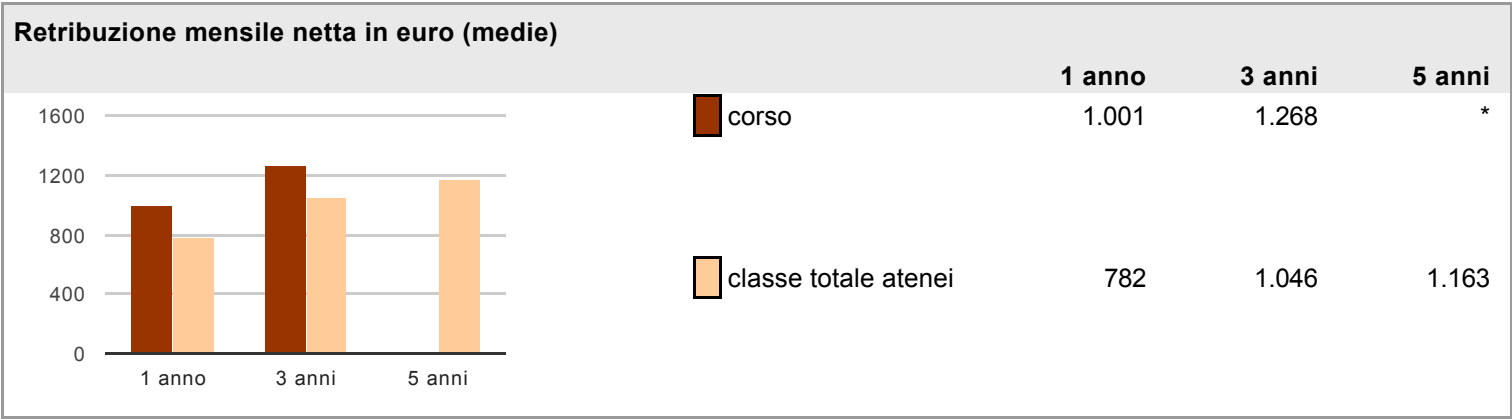 Retribuzione mensile netta in euro (medie)
1 anno 3 anni 5 anni
corso 1.001 1.268 *
classe totale atenei 782 1.046 1.163
1600
1200
800
400
0
1 anno 3 anni 5 anni